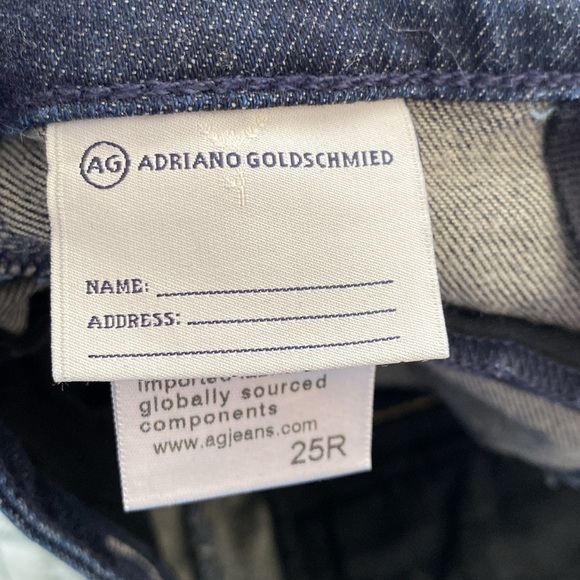 AG ADRIANO GOLDSCHMIED
NAME:
ADDRESS:
globally sourced
components
www.agjeans.com
25R